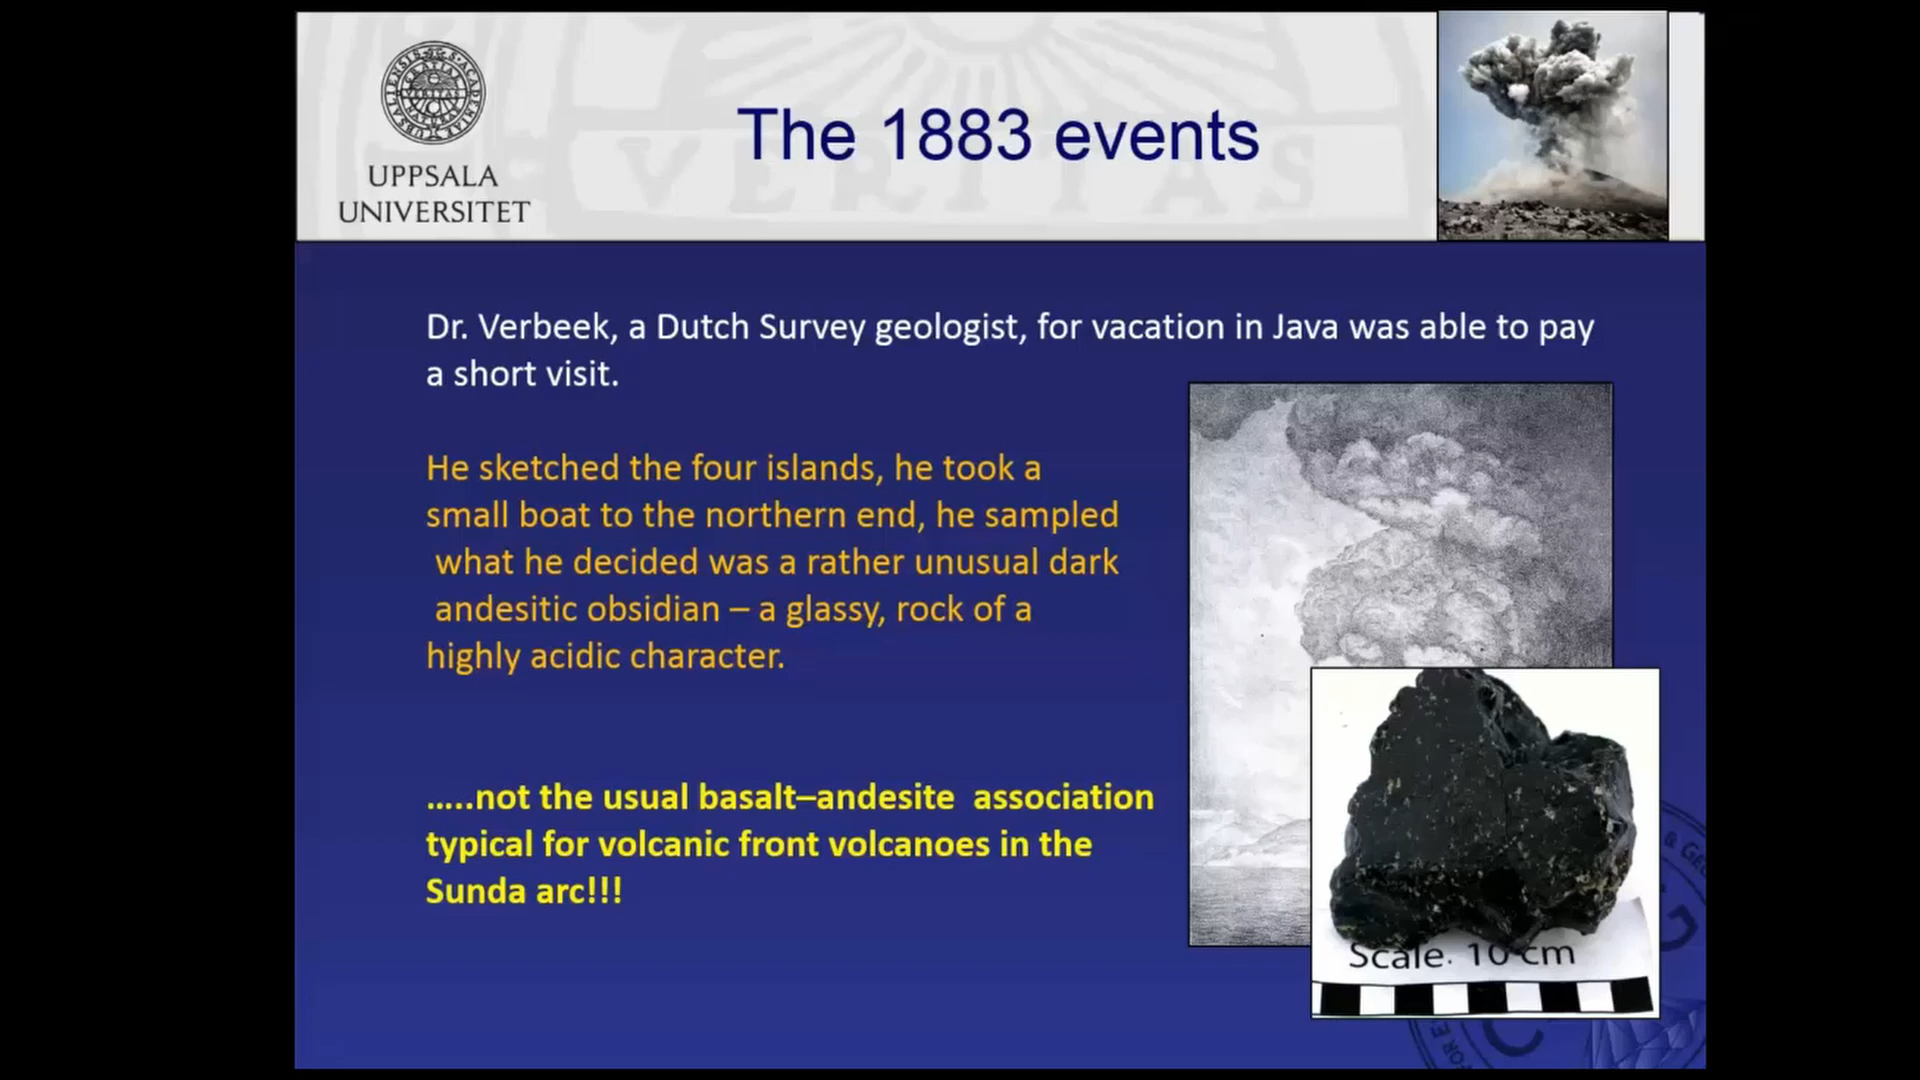 UPPSALA
UNIVERSITET
The 1883 events
VERITAS
Dr. Verbeek, a Dutch Survey geologist, for vacation in Java was able to pay
a short visit.
He sketched the four islands, he took a
small boat to the northern end, he sampled
what he decided was a rather unusual dark
andesitic obsidian – a glassy, rock of a
highly acidic character.
…..not the usual basalt–andesite association
typical for volcanic front volcanoes in the
Sunda arc!!!
Scale. 10 cm